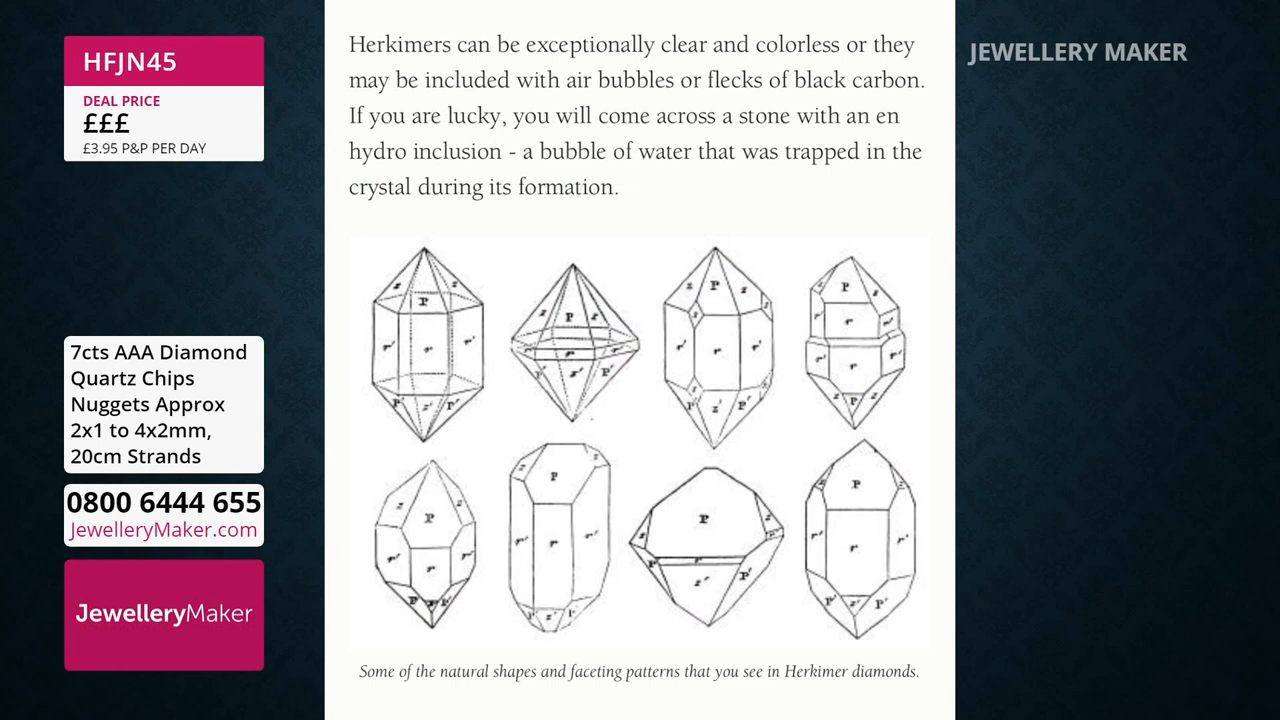 HFJN45
DEAL PRICE
£££
£3.95 P&P PER DAY
7cts AAA Diamond
Quartz Chips
Nuggets Approx
2x1 to 4x2mm,
20cm Strands
0800 6444 655
JewelleryMaker.com
JewelleryMaker
Herkimers can be exceptionally clear and colorless or they
may be included with air bubbles or flecks of black carbon.
If you are lucky, you will come across a stone with an en
hydro inclusion - a bubble of water that was trapped in the
crystal during its formation.
Some of the natural shapes and faceting patterns that you see in Herkimer diamonds.
JEWELLERY MAKER